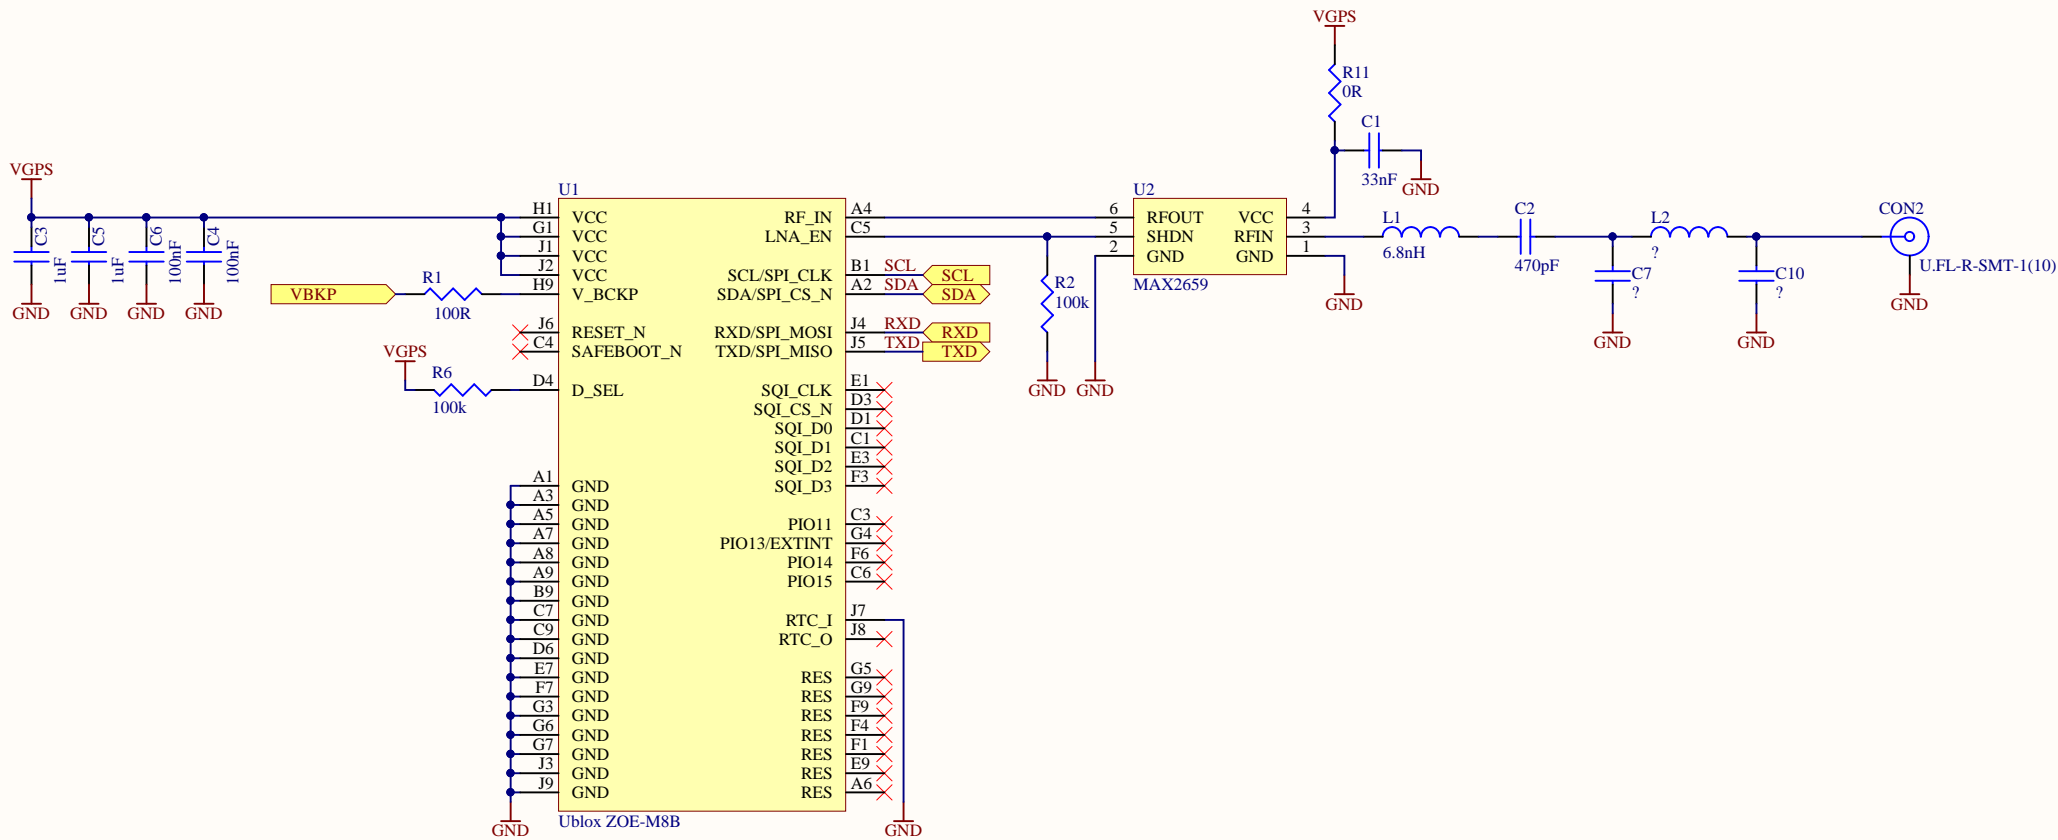 VGPS
C3
1uF
C5
1uF
C6
100nF
C4
100nF
GND
GND
GND
GND
VBKP
R1
100R
VGPS
R6
100k
U1
H1 VCC
G1 VCC
J1 VCC
J2 VCC
H9 V_BCKP
J6 RESET_N
C4 SAFEBOOT_N
D4 D_SEL
A1 GND
A3 GND
A5 GND
A7 GND
A8 GND
A9 GND
B9 GND
C7 GND
C9 GND
D6 GND
E7 GND
F7 GND
G3 GND
G6 GND
G7 GND
J3 GND
J9 GND
GND
RF_IN A4
LNA_EN C5
SCL/SPI_CLK B1 SCL SCL
SDA/SPI_CS_N A2 SDA SDA
RXD/SPI_MOSI J4 RXD RXD
TXD/SPI_MISO J5 TXD TXD
SQI_CLK E1
SQI_CS_N D3
SQI_D0 D1
SQI_D1 C1
SQI_D2 E3
SQI_D3 F3
PIO11 C3
PIO13/EXTINT G4
PIO14 F6
PIO15 C6
RTC_I J7
RTC_O J8
RES G5
RES G9
RES F9
RES F4
RES F1
RES E9
RES A6
GND
Ublox ZOE-M8B
R2
100k
GND
GND
U2
6 RFOUT VCC 4
5 SHDN RFIN 3
2 GND GND 1
MAX2659
GND
VGPS
R11
0R
C1
33nF
GND
L1
6.8nH
C2
470pF
C7
?
GND
L2
?
C10
?
GND
CON2
U.FL-R-SMT-1(10)
GND